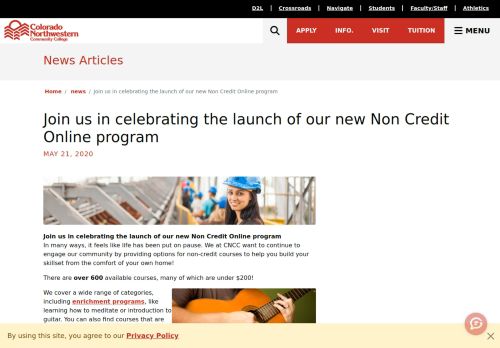 D2L | Crossroads | Navigate | Students | Faculty/Staff | Athletics
Colorado
Northwestern
Community College
APPLY INFO. VISIT TUITION MENU
News Articles
Home / news / Join us in celebrating the launch of our new Non Credit Online program
Join us in celebrating the launch of our new Non Credit
Online program
MAY 21, 2020
Join us in celebrating the launch of our new Non Credit Online program
In many ways, it feels like life has been put on pause. We at CNCC want to continue to
engage our community by providing options for non-credit courses to help you build your
skillset from the comfort of your own home!
There are over 600 available courses, many of which are under $200!
We cover a wide range of categories,
including enrichment programs, like
learning how to meditate or introduction to
guitar. You can also find courses that are
By using this site, you agree to our Privacy Policy